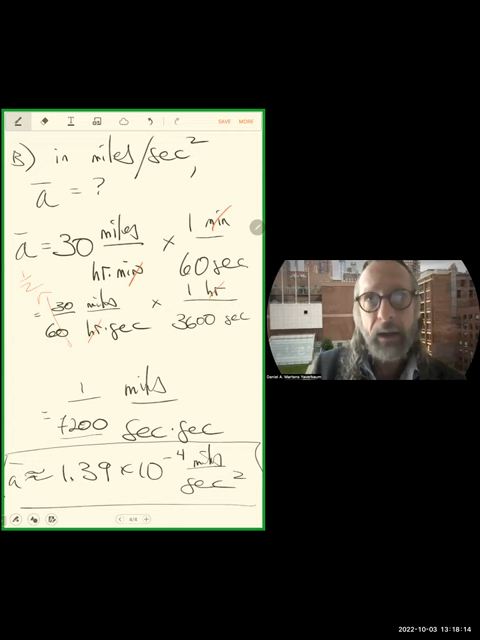 SAVE MORE
B) in miles/sec²,
a̅ = ?
a̅ = 30 miles/hr·min × 1 min/60 sec
1/2
= 30/60 miles/hr·sec × 1 hr/3600 sec
= 1/7200 miles/sec·sec
a̅ ≈ 1.39 × 10⁻⁴ miles/sec²
4/4
Daniel A. Martens Yaverbaum
2022-10-03 13:18:14